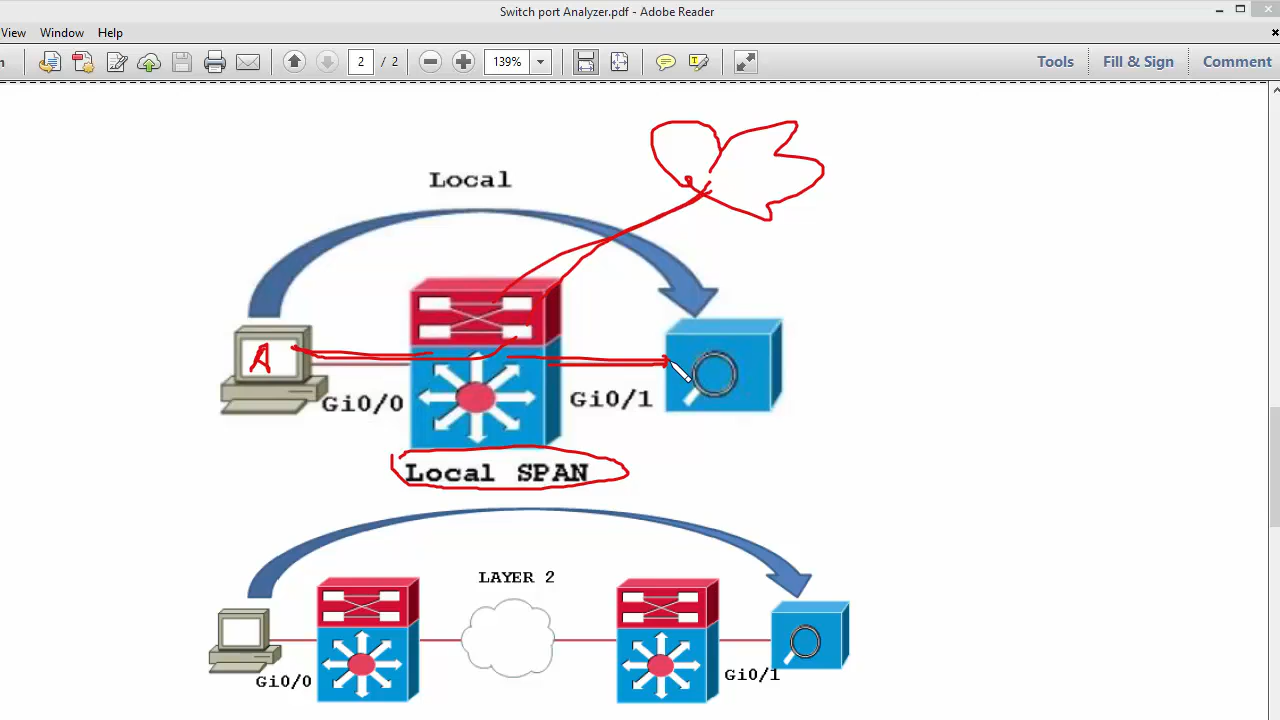 Switch port Analyzer.pdf - Adobe Reader
View Window Help
2 / 2 139% Tools Fill & Sign Comment
Local
A
Gi0/0 Gi0/1
Local SPAN
LAYER 2
Gi0/0 Gi0/1